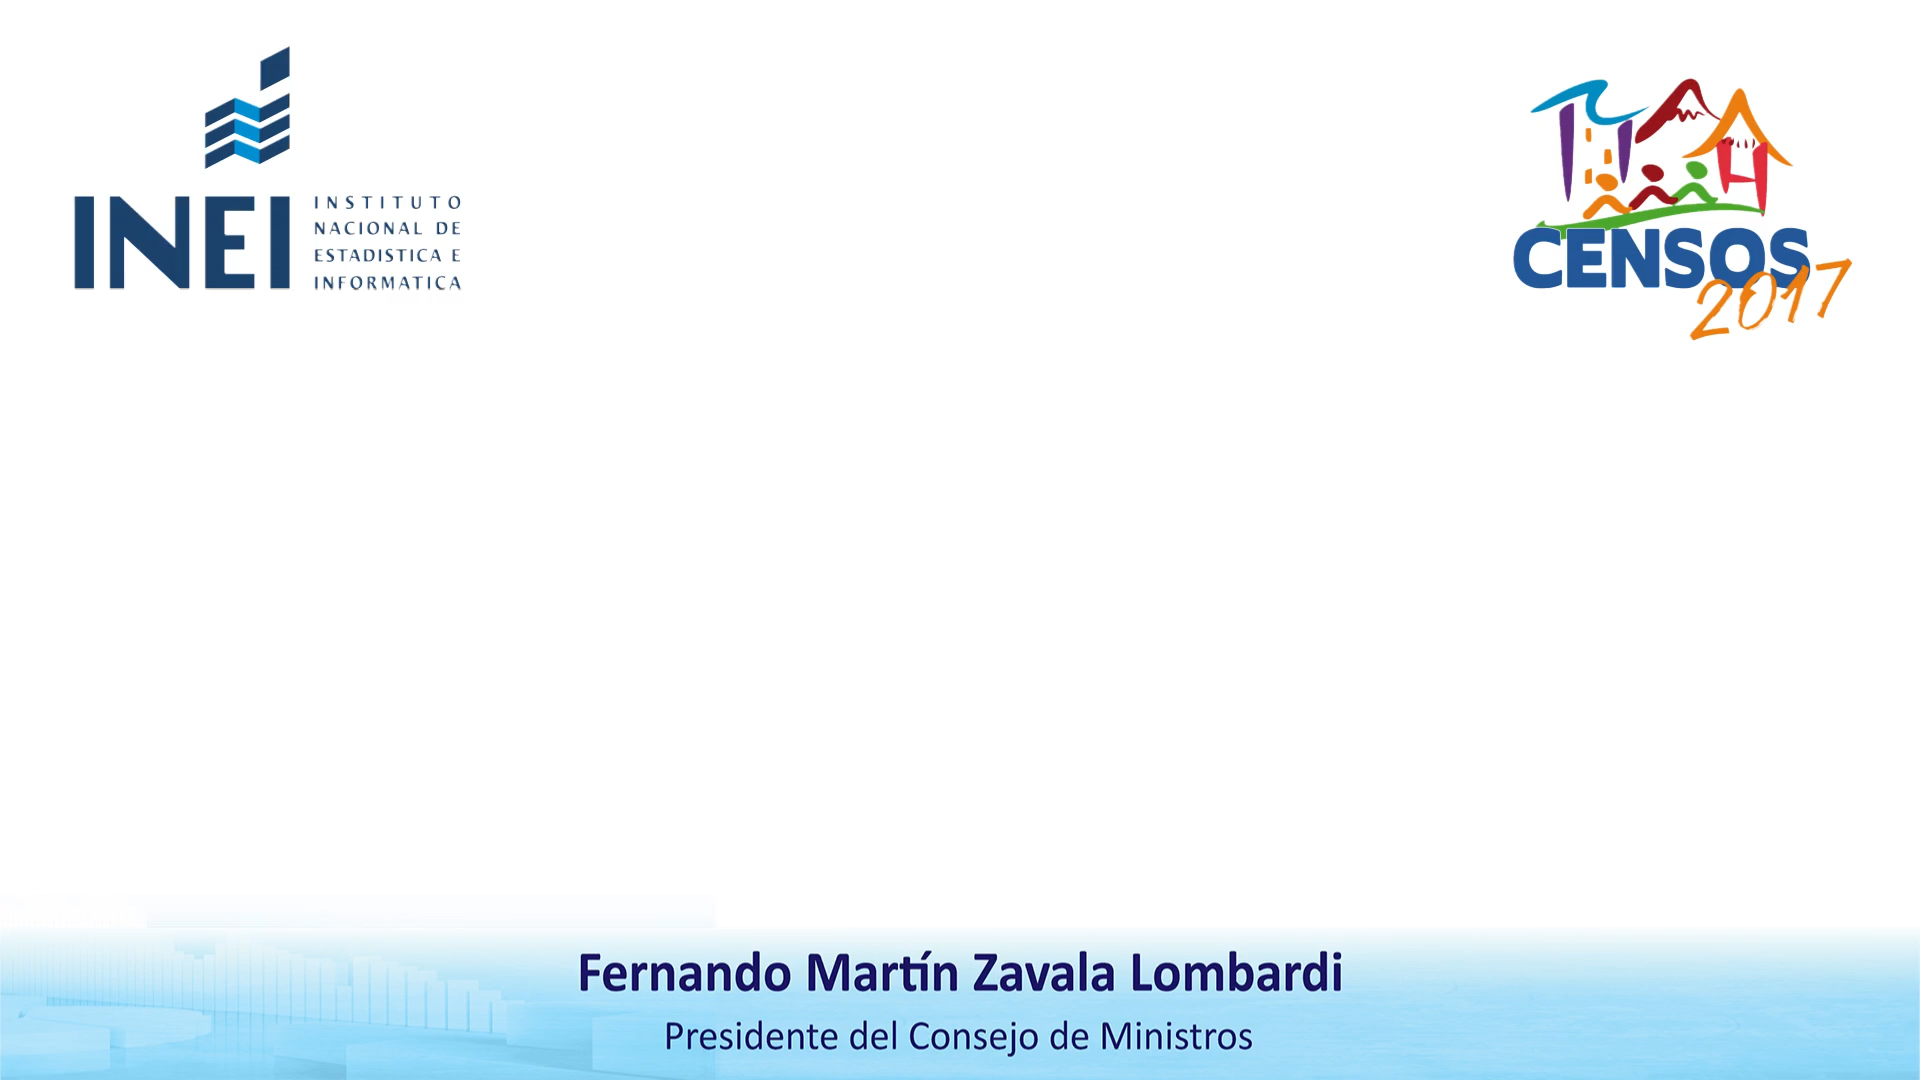 INEI
INSTITUTO
NACIONAL DE
ESTADISTICA E
INFORMATICA
CENSOS
2017
Fernando Martín Zavala Lombardi
Presidente del Consejo de Ministros